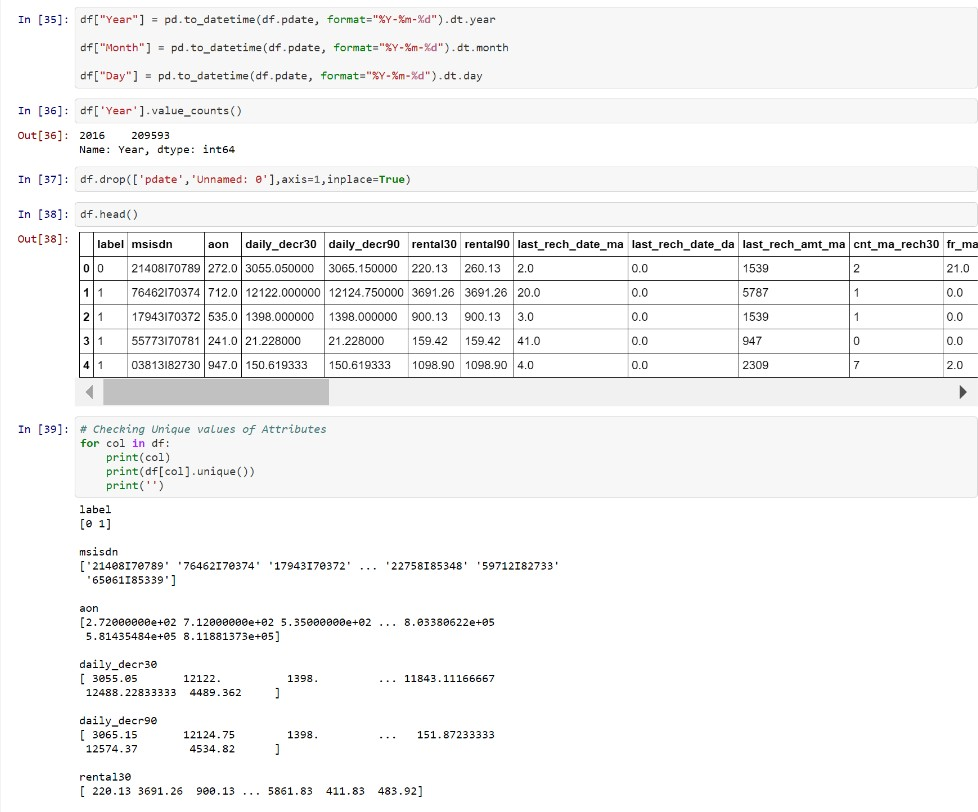 In [35]: df["Year"] = pd.to_datetime(df.pdate, format="%Y-%m-%d").dt.year
df["Month"] = pd.to_datetime(df.pdate, format="%Y-%m-%d").dt.month
df["Day"] = pd.to_datetime(df.pdate, format="%Y-%m-%d").dt.day
In [36]: df['Year'].value_counts()
Out[36]: 2016    209593
Name: Year, dtype: int64
In [37]: df.drop(['pdate','Unnamed: 0'],axis=1,inplace=True)
In [38]: df.head()
Out[38]: label msisdn aon daily_decr30 daily_decr90 rental30 rental90 last_rech_date_ma last_rech_date_da last_rech_amt_ma cnt_ma_rech30 fr_ma
0 0 21408I70789 272.0 3055.050000 3065.150000 220.13 260.13 2.0 0.0 1539 2 21.0
1 1 76462I70374 712.0 12122.000000 12124.750000 3691.26 3691.26 20.0 0.0 5787 1 0.0
2 1 17943I70372 535.0 1398.000000 1398.000000 900.13 900.13 3.0 0.0 1539 1 0.0
3 1 55773I70781 241.0 21.228000 21.228000 159.42 159.42 41.0 0.0 947 0 0.0
4 1 03813I82730 947.0 150.619333 150.619333 1098.90 1098.90 4.0 0.0 2309 7 2.0
In [39]: # Checking Unique values of Attributes
for col in df:
    print(col)
    print(df[col].unique())
    print('')
label
[0 1]
msisdn
['21408I70789' '76462I70374' '17943I70372' ... '22758I85348' '59712I82733'
 '65061I85339']
aon
[2.72000000e+02 7.12000000e+02 5.35000000e+02 ... 8.03380622e+05
 5.81435484e+05 8.11881373e+05]
daily_decr30
[ 3055.05       12122.          1398.         ... 11843.11166667
 12488.22833333  4489.362     ]
daily_decr90
[ 3065.15       12124.75        1398.         ...   151.87233333
 12574.37        4534.82      ]
rental30
[ 220.13 3691.26  900.13 ... 5861.83  411.83  483.92]